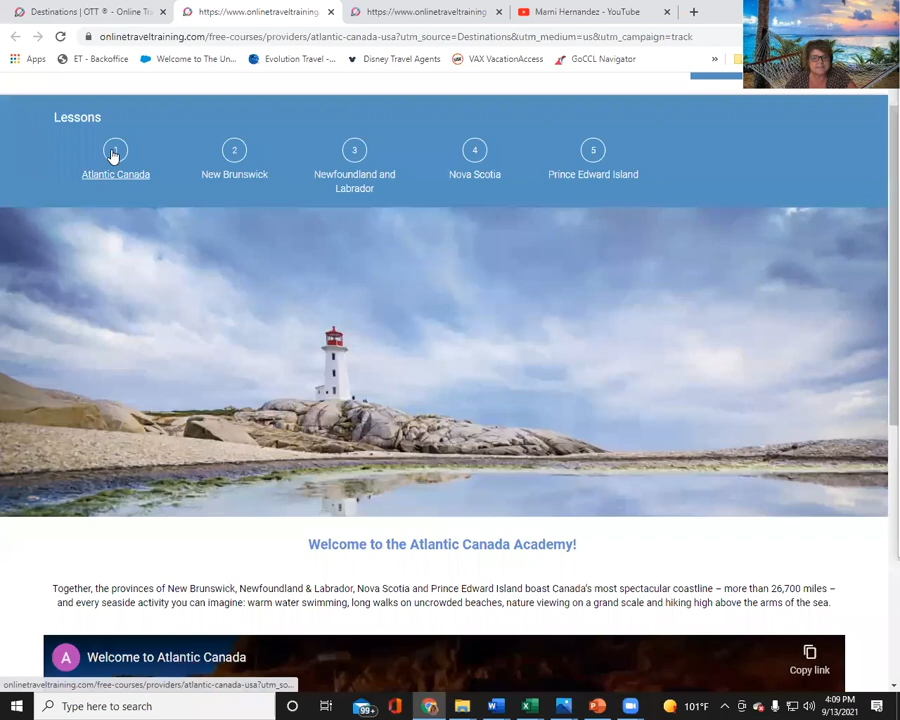 Destinations | OTT ® - Online Tr
https://www.onlinetraveltraining
https://www.onlinetraveltraining
Marni Hernandez - YouTube
onlinetraveltraining.com/free-courses/providers/atlantic-canada-usa?utm_source=Destinations&utm_medium=us&utm_campaign=track
Apps
ET - Backoffice
Welcome to The Un...
Evolution Travel -...
Disney Travel Agents
VAX VacationAccess
GoCCL Navigator
»
Lessons
1 2 3 4 5
Atlantic Canada
New Brunswick
Newfoundland and
Labrador
Nova Scotia
Prince Edward Island
Welcome to the Atlantic Canada Academy!
Together, the provinces of New Brunswick, Newfoundland & Labrador, Nova Scotia and Prince Edward Island boast Canada's most spectacular coastline – more than 26,700 miles –
and every seaside activity you can imagine: warm water swimming, long walks on uncrowded beaches, nature viewing on a grand scale and hiking high above the arms of the sea.
A
Welcome to Atlantic Canada
Copy link
onlinetraveltraining.com/free-courses/providers/atlantic-canada-usa?utm_so...
Type here to search
99+
101°F
4:09 PM
9/13/2021